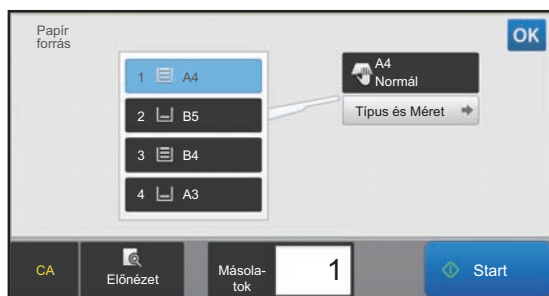 Papír
forrás
OK
1 A4
2 B5
3 B4
4 A3
A4
Normál
Típus és Méret
CA
Előnézet
Másola-
tok
1
Start